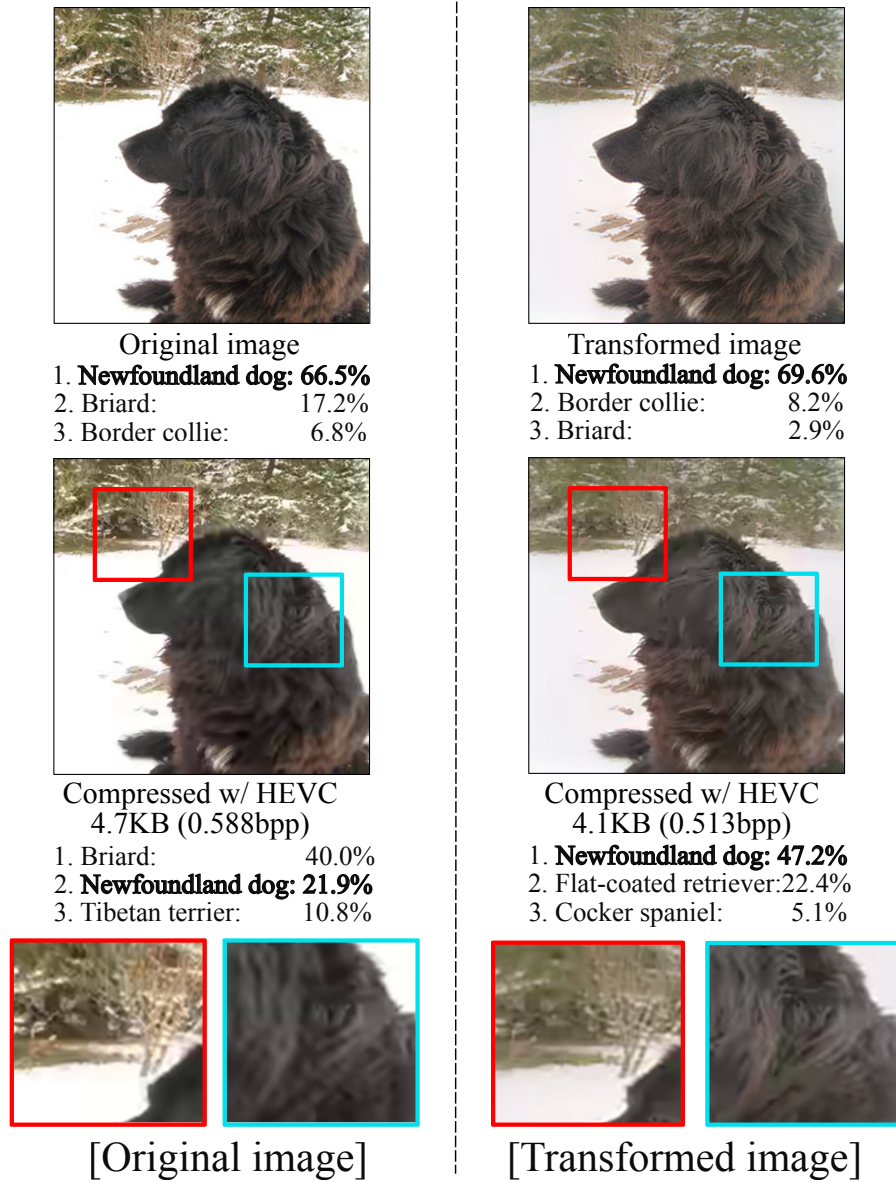 Original image
1. Newfoundland dog: 66.5%
2. Briard: 17.2%
3. Border collie: 6.8%
Compressed w/ HEVC
4.7KB (0.588bpp)
1. Briard: 40.0%
2. Newfoundland dog: 21.9%
3. Tibetan terrier: 10.8%
[Original image]
Transformed image
1. Newfoundland dog: 69.6%
2. Border collie: 8.2%
3. Briard: 2.9%
Compressed w/ HEVC
4.1KB (0.513bpp)
1. Newfoundland dog: 47.2%
2. Flat-coated retriever:22.4%
3. Cocker spaniel: 5.1%
[Transformed image]